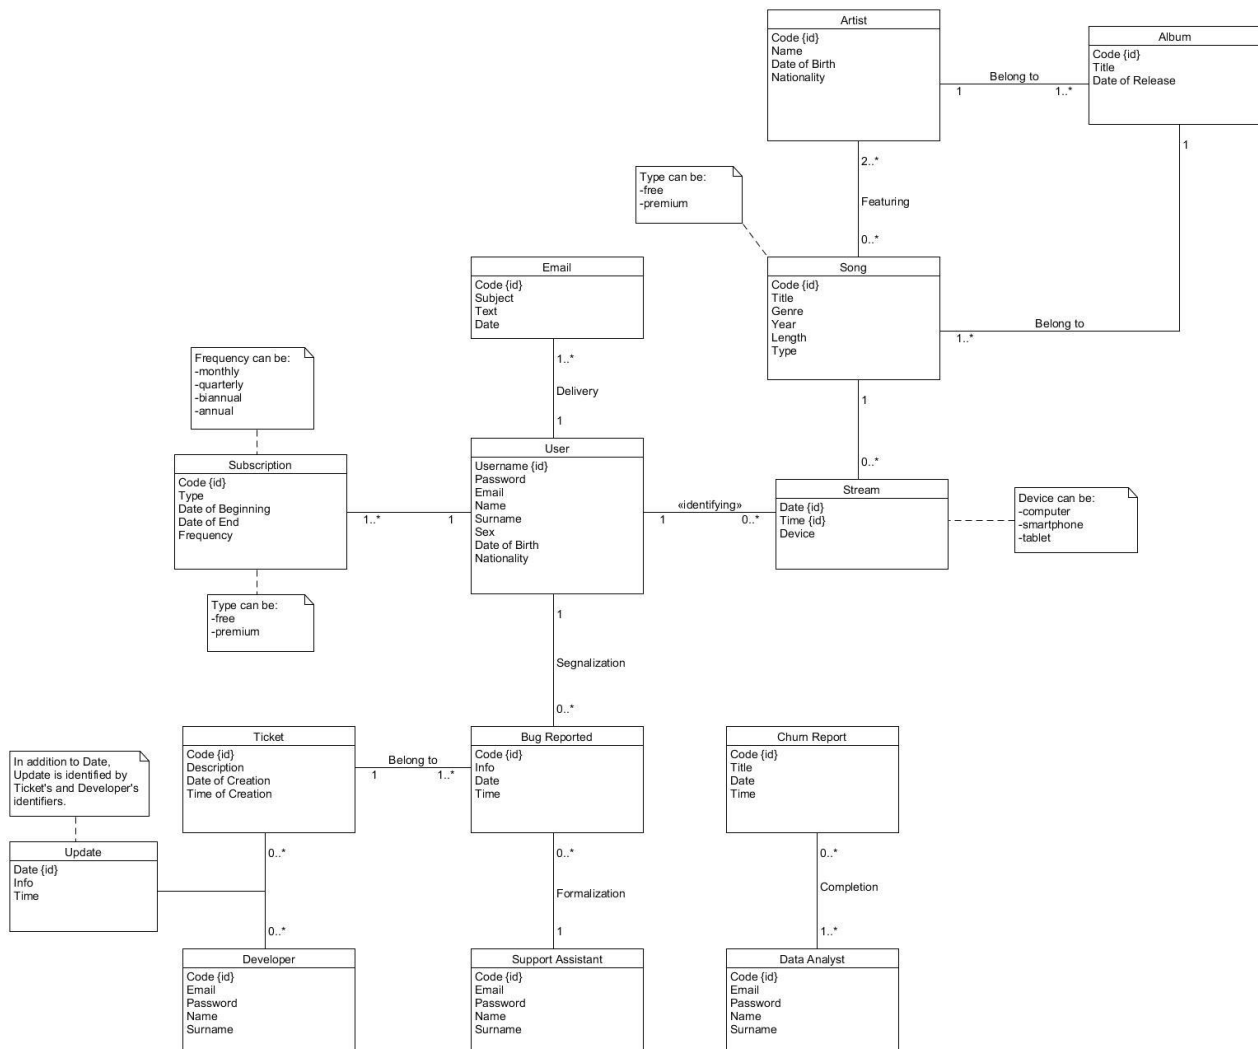 Artist
Code {id}
Name
Date of Birth
Nationality
Album
Code {id}
Title
Date of Release
Belong to
1
1..*
1
2..*
Featuring
0..*
Type can be:
-free
-premium
Song
Code {id}
Title
Genre
Year
Length
Type
Belong to
1..*
Email
Code {id}
Subject
Text
Date
1..*
Delivery
1
Frequency can be:
-monthly
-quarterly
-biannual
-annual
Subscription
Code {id}
Type
Date of Beginning
Date of End
Frequency
1..*
1
User
Username {id}
Password
Email
Name
Surname
Sex
Date of Birth
Nationality
«identifying»
1
0..*
1
0..*
Stream
Date {id}
Time {id}
Device
Device can be:
-computer
-smartphone
-tablet
Type can be:
-free
-premium
1
Segnalization
0..*
In addition to Date,
Update is identified by
Ticket's and Developer's
identifiers.
Ticket
Code {id}
Description
Date of Creation
Time of Creation
Belong to
1
1..*
Bug Reported
Code {id}
Info
Date
Time
Churn Report
Code {id}
Title
Date
Time
Update
Date {id}
Info
Time
0..*
0..*
0..*
Formalization
1
0..*
Completion
1..*
Developer
Code {id}
Email
Password
Name
Surname
Support Assistant
Code {id}
Email
Password
Name
Surname
Data Analyst
Code {id}
Email
Password
Name
Surname